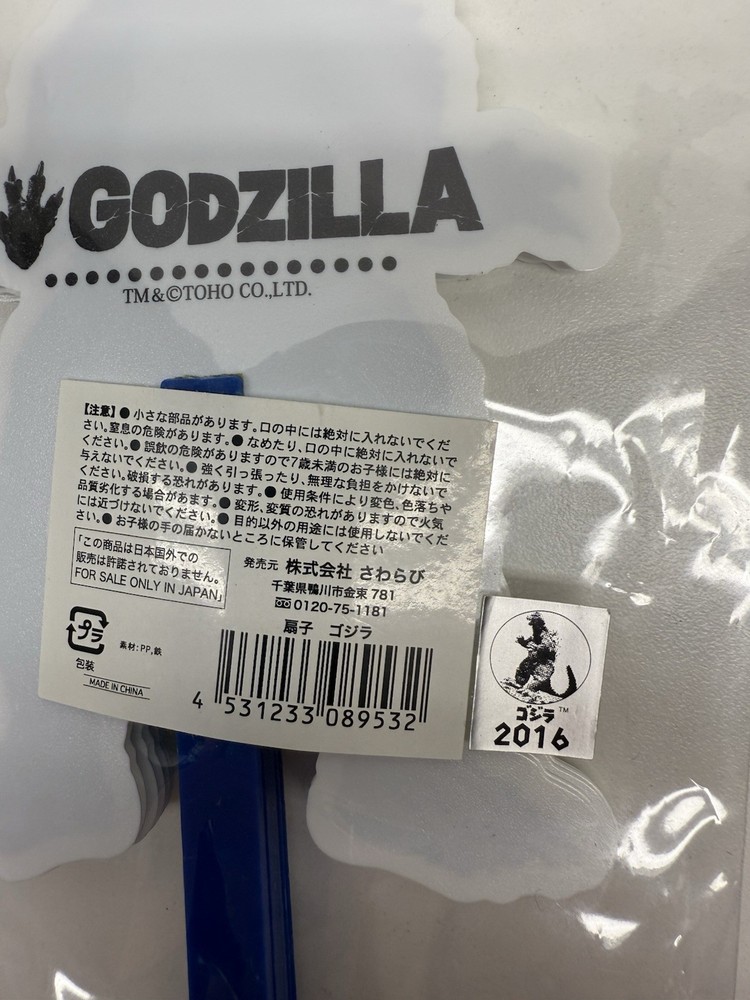 GODZILLA
TM&©TOHO CO.,LTD.
【注意】● 小さな部品があります。口の中には絶対に入れないでくだ
さい。窒息の危険があります。● なめたり、口の中に絶対に入れないで
ください。● 誤飲の危険がありますので7歳未満のお子様には絶対に
与えないでください。● 強く引っ張ったり、無理な負担をかけないで
ください。破損する恐れがあります。● 使用条件により変色、色落ちや
品質劣化する場合があます。● 変形、変質の恐れがありますので火気
には近づけないでください。● 目的以外の用途には使用しないでくだ
さい。● お子様の手の届かないところに保管してください
「この商品は日本国外での
販売は許諾されておりません。
FOR SALE ONLY IN JAPAN」
発売元 株式会社 さわらび
千葉県鴨川市金束 781
0120-75-1181
扇子 ゴジラ
プラ
包装
素材:PP,鉄
MADE IN CHINA
4 531233 089532
ゴジラ™
2016